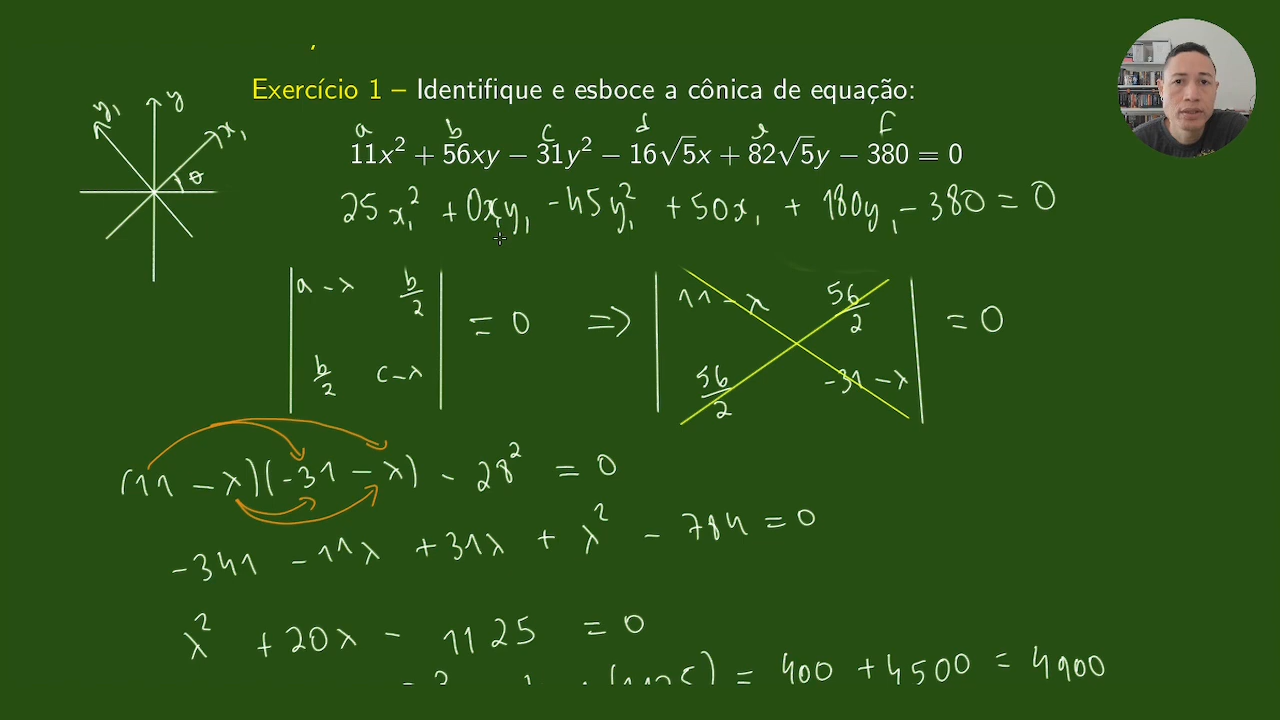 Exercício 1 – Identifique e esboce a cônica de equação:
a b c d e f
11x² + 56xy − 31y² − 16√5x + 82√5y − 380 = 0
25x₁² + 0x₁y₁ - 45y₁² + 50x₁ + 180y₁ - 380 = 0
y₁ y x₁ θ
| a - λ b/2 | | 11 - λ 56/2 |
= 0 ⇒ = 0
| b/2 c - λ | | 56/2 -31 - λ |
(11 - λ)(-31 - λ) - 28² = 0
-341 - 11λ + 31λ + λ² - 784 = 0
λ² + 20λ - 1125 = 0
= 400 + 4500 = 4900